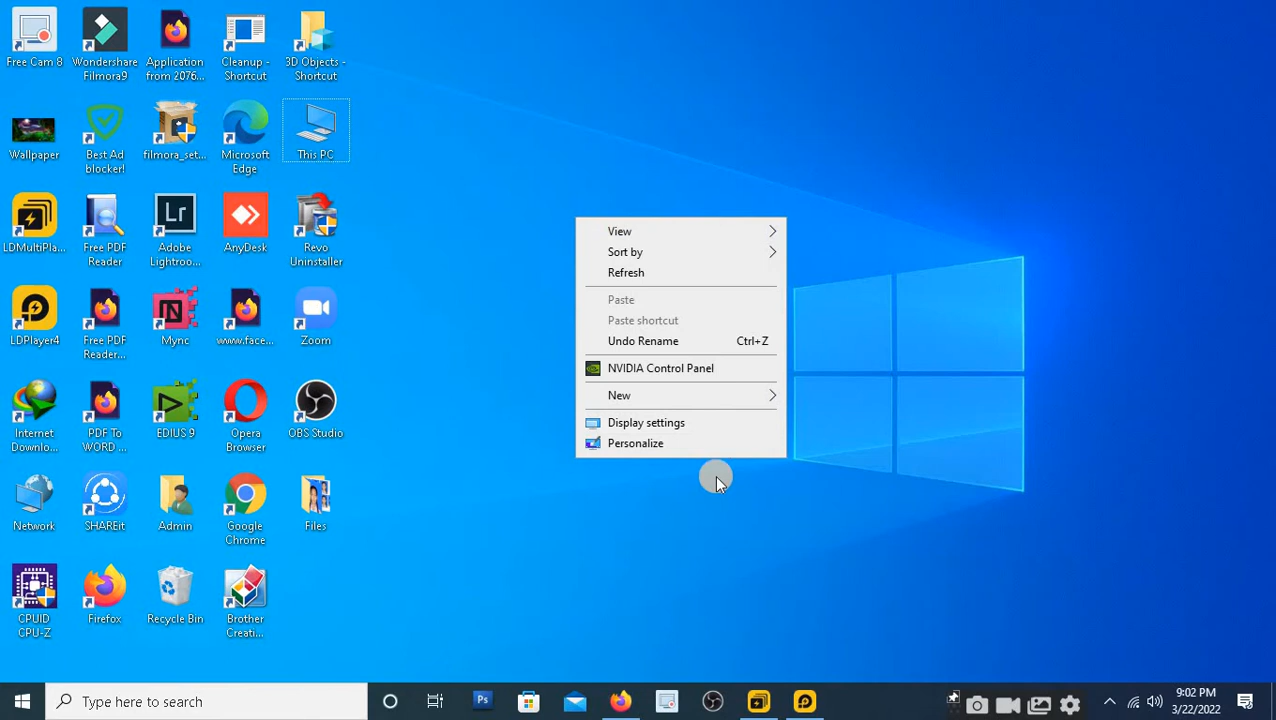 Free Cam 8
Wondershare
Filmora9
Application
from 2076...
Cleanup -
Shortcut
3D Objects -
Shortcut
Wallpaper
Best Ad
blocker!
filmora_set...
Microsoft
Edge
This PC
LDMultiPla...
Free PDF
Reader
Adobe
Lightroo...
AnyDesk
Revo
Uninstaller
LDPlayer4
Free PDF
Reader...
Mync
www.face...
Zoom
Internet
Downlo...
PDF To
WORD ...
EDIUS 9
Opera
Browser
OBS Studio
Network
SHAREit
Admin
Google
Chrome
Files
CPUID
CPU-Z
Firefox
Recycle Bin
Brother
Creati...
View
Sort by
Refresh
Paste
Paste shortcut
Undo Rename Ctrl+Z
NVIDIA Control Panel
New
Display settings
Personalize
Type here to search
9:02 PM
3/22/2022
Lr
Ps